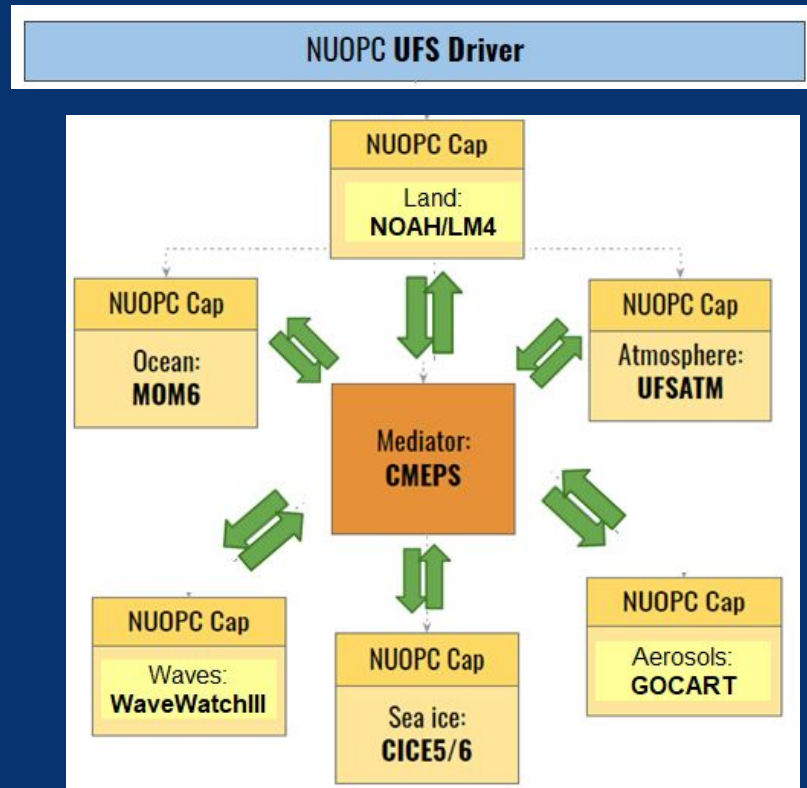 NUOPC UFS Driver
NUOPC Cap
Land:
NOAH/LM4
NUOPC Cap
Ocean:
MOM6
NUOPC Cap
Atmosphere:
UFSATM
Mediator:
CMEPS
NUOPC Cap
Waves:
WaveWatchIII
NUOPC Cap
Sea ice:
CICE5/6
NUOPC Cap
Aerosols:
GOCART